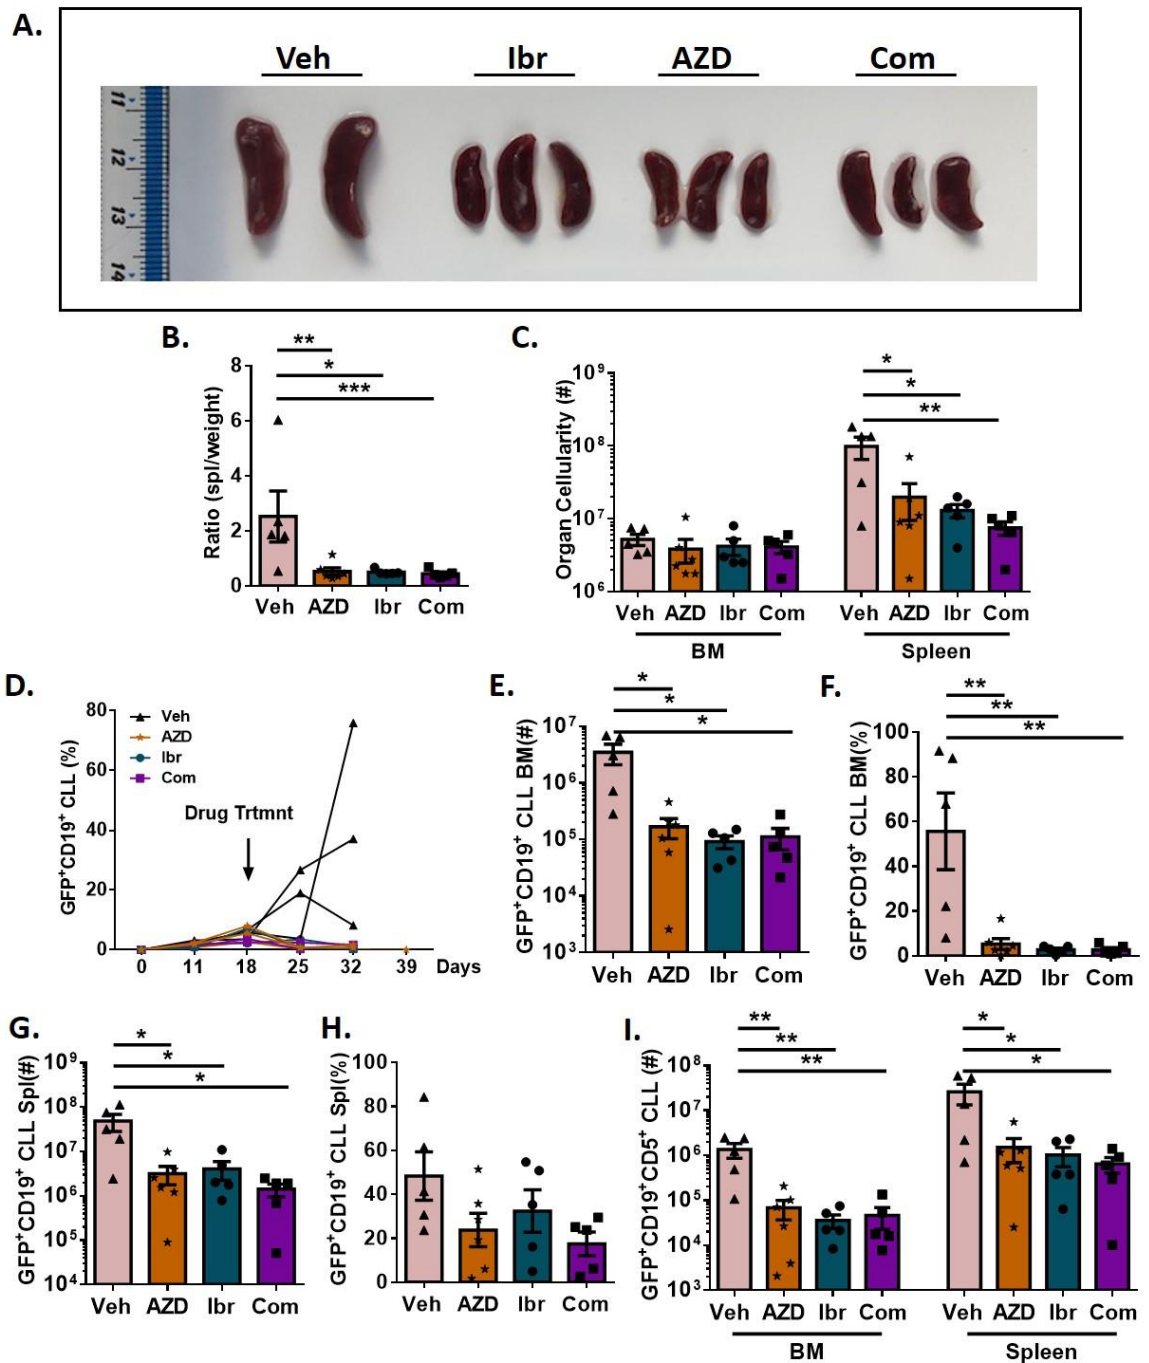 A.
Veh Ibr AZD Com
11
12
13
14
B.
**
*
***
Ratio (spl/weight)
8
6
4
2
0
Veh AZD Ibr Com
C.
*
*
**
Organ Cellularity (#)
10⁹
10⁸
10⁷
10⁶
Veh AZD Ibr Com Veh AZD Ibr Com
BM Spleen
D.
GFP⁺CD19⁺ CLL (%)
80
60
40
20
0
Veh
AZD
Ibr
Com
Drug Trtmnt
0 11 18 25 32 39 Days
E.
*
*
*
GFP⁺CD19⁺ CLL BM(#)
10⁷
10⁶
10⁵
10⁴
10³
Veh AZD Ibr Com
F.
**
**
**
GFP⁺CD19⁺ CLL BM(%)
100
80
60
40
20
0
Veh AZD Ibr Com
G.
*
*
*
GFP⁺CD19⁺ CLL Spl(#)
10⁹
10⁸
10⁷
10⁶
10⁵
10⁴
Veh AZD Ibr Com
H.
GFP⁺CD19⁺ CLL Spl(%)
100
80
60
40
20
0
Veh AZD Ibr Com
I.
**
**
**
*
*
*
GFP⁺CD19⁺CD5⁺ CLL (#)
10⁸
10⁷
10⁶
10⁵
10⁴
10³
Veh AZD Ibr Com Veh AZD Ibr Com
BM Spleen